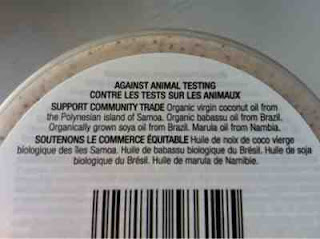 AGAINST ANIMAL TESTING
CONTRE LES TESTS SUR LES ANIMAUX
SUPPORT COMMUNITY TRADE Organic virgin coconut oil from
the Polynesian island of Samoa. Organic babassu oil from Brazil.
Organically grown soya oil from Brazil. Marula oil from Nambia.
SOUTENONS LE COMMERCE ÉQUITABLE Huile de noix de coco vierge
biologique des îles Samoa. Huile de babassu biologique du Brésil. Huile de soja
biologique du Brésil. Huile de marula de Namibie.